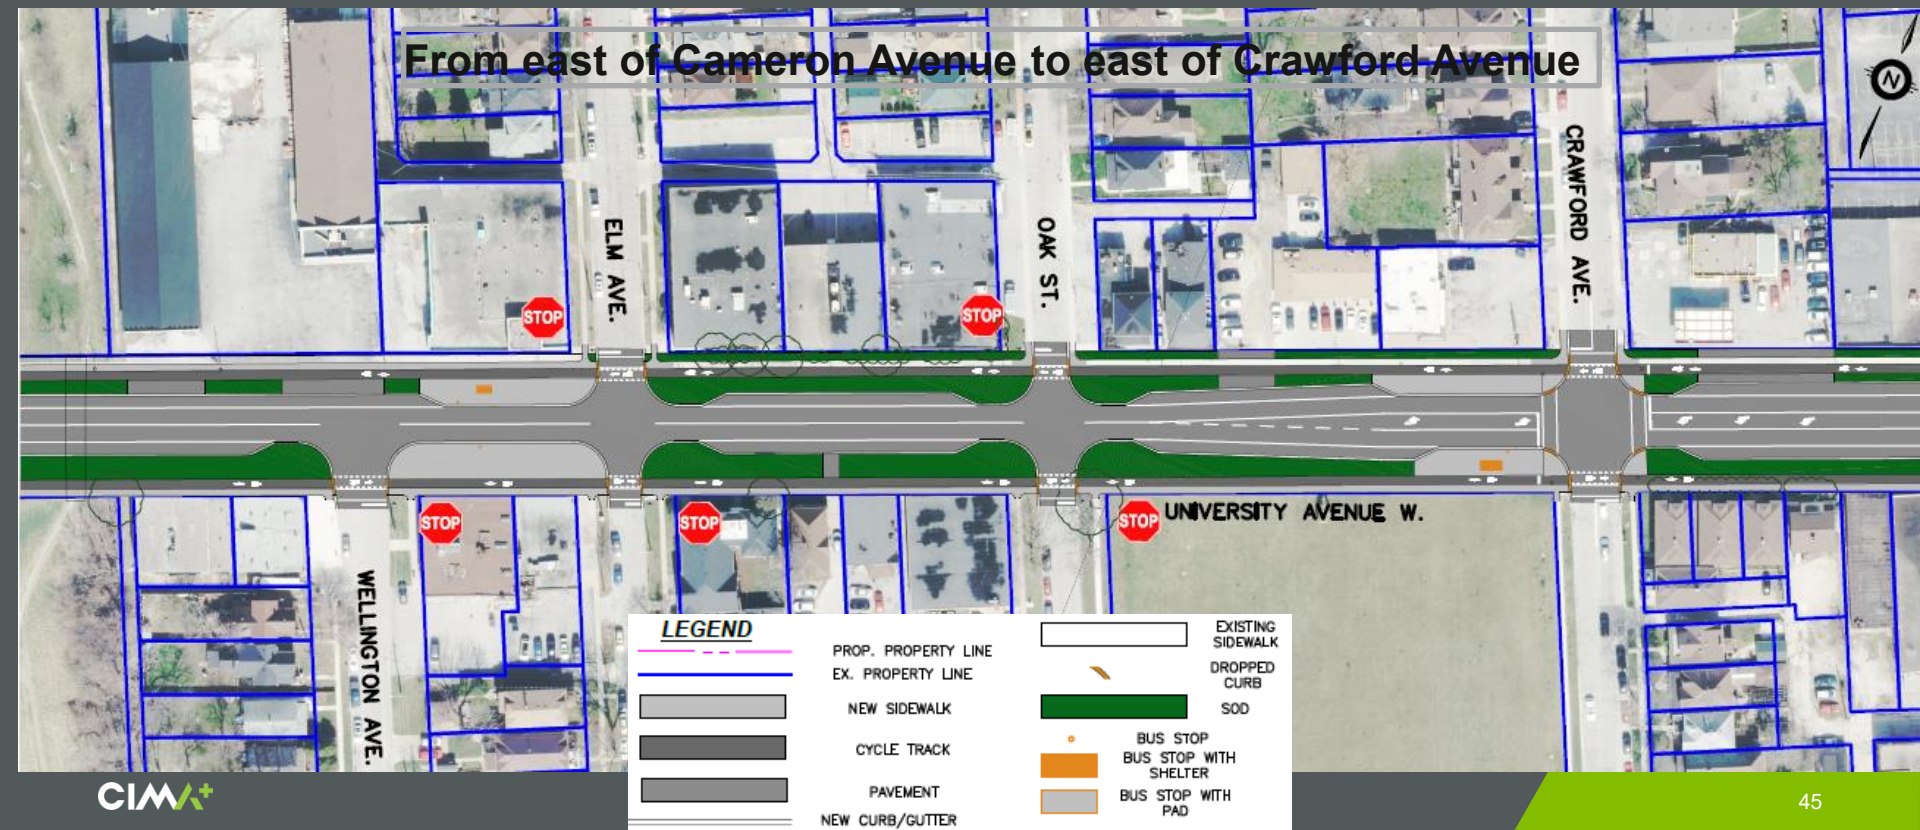 From east of Cameron Avenue to east of Crawford Avenue
N
CRAWFORD AVE.
ELM AVE.
OAK ST.
STOP
STOP
STOP
STOP
STOP
UNIVERSITY AVENUE W.
WELLINGTON AVE.
LEGEND
PROP. PROPERTY LINE
EX. PROPERTY LINE
NEW SIDEWALK
CYCLE TRACK
PAVEMENT
NEW CURB/GUTTER
EXISTING
SIDEWALK
DROPPED
CURB
SOD
BUS STOP
BUS STOP WITH
SHELTER
BUS STOP WITH
PAD
CIMA+
45